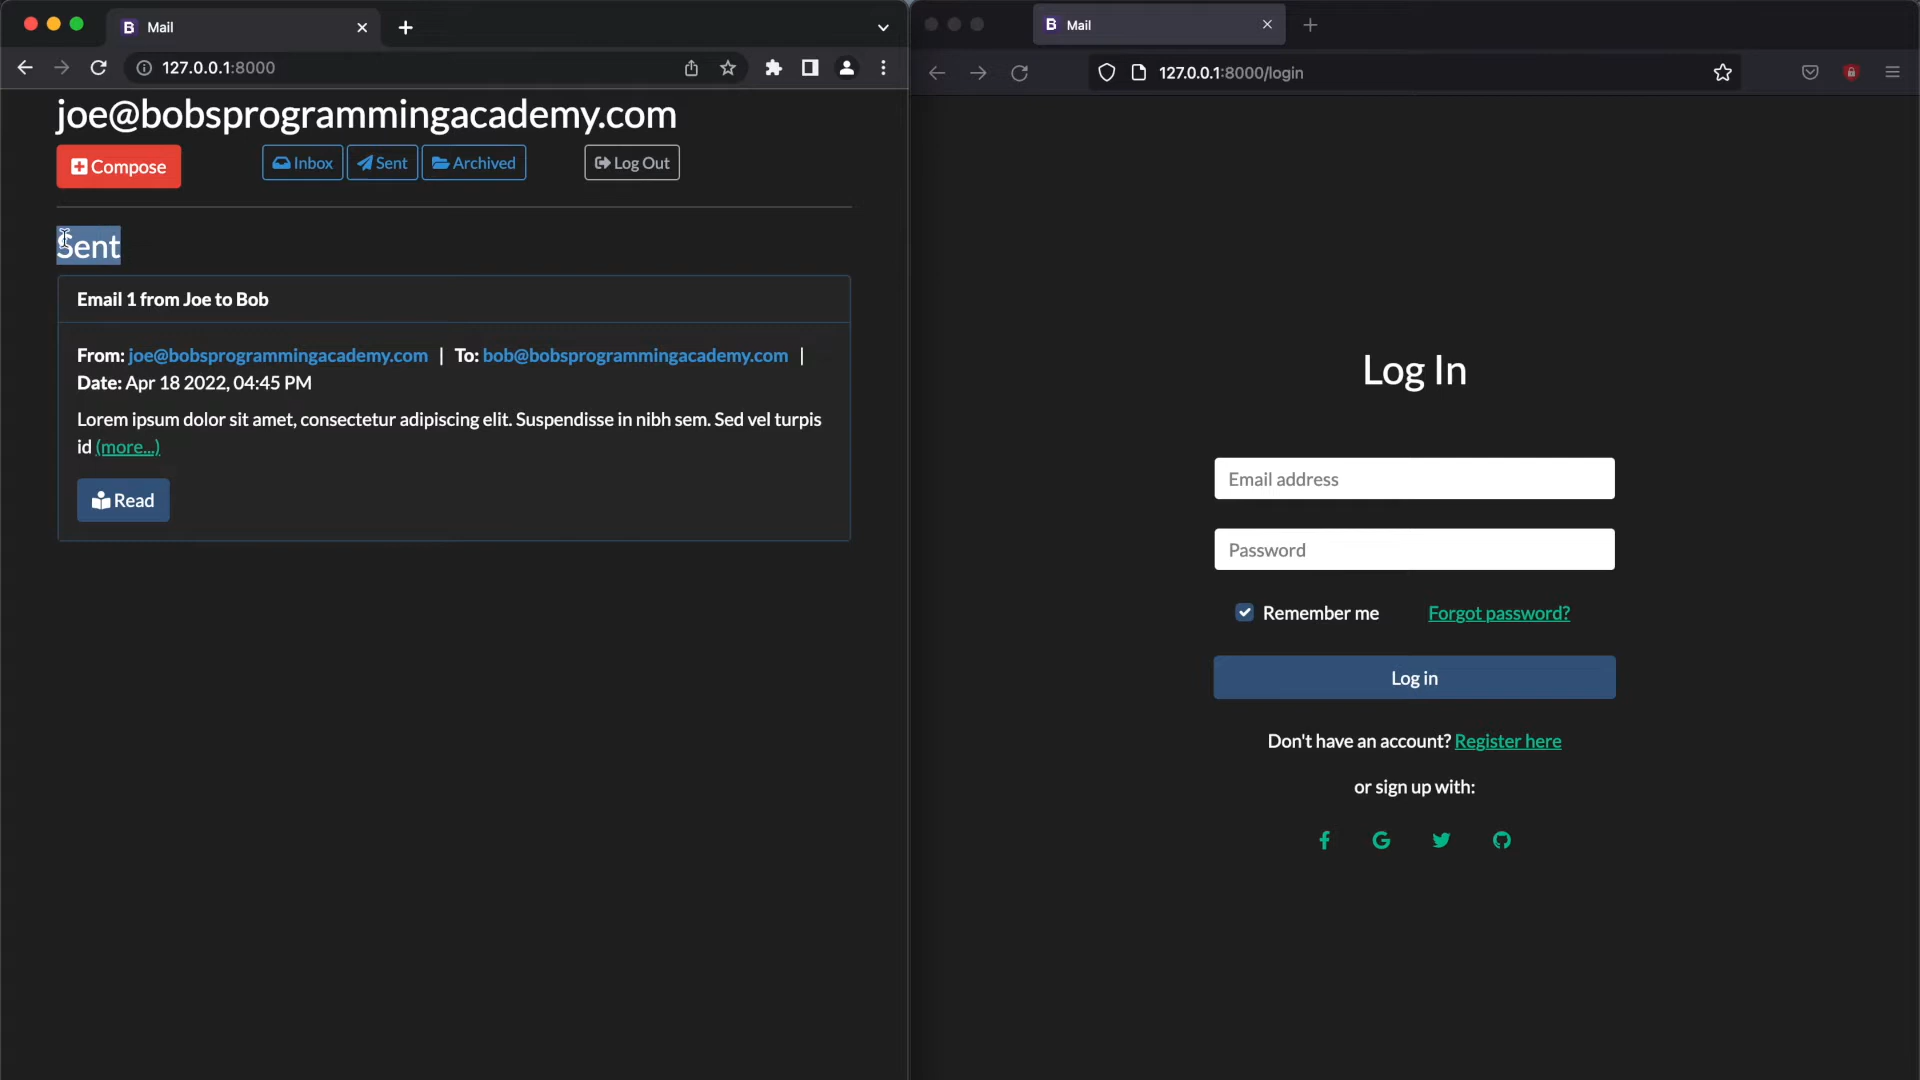 Mail
127.0.0.1:8000
joe@bobsprogrammingacademy.com
Compose
Inbox
Sent
Archived
Log Out
Sent
Email 1 from Joe to Bob
From: joe@bobsprogrammingacademy.com | To: bob@bobsprogrammingacademy.com |
Date: Apr 18 2022, 04:45 PM
Lorem ipsum dolor sit amet, consectetur adipiscing elit. Suspendisse in nibh sem. Sed vel turpis
id (more...)
Read
Mail
127.0.0.1:8000/login
Log In
Email address
Password
Remember me
Forgot password?
Log in
Don't have an account? Register here
or sign up with: